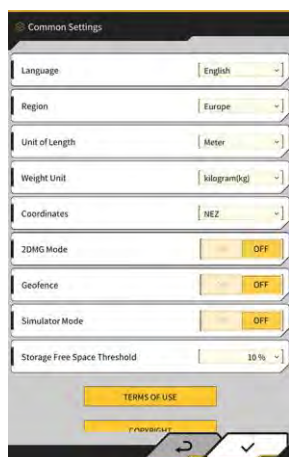 Common Settings
Language English
Region Europe
Unit of Length Meter
Weight Unit kilogram(kg)
Coordinates NEZ
2DMG Mode OFF
Geofence OFF
Simulator Mode OFF
Storage Free Space Threshold 10 %
TERMS OF USE
COPYRIGHT